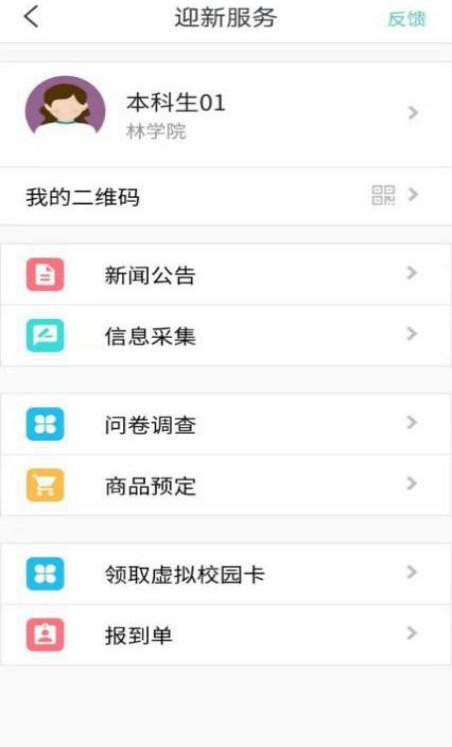 迎新服务
反馈
本科生01
林学院
我的二维码
新闻公告
信息采集
问卷调查
商品预定
领取虚拟校园卡
报到单